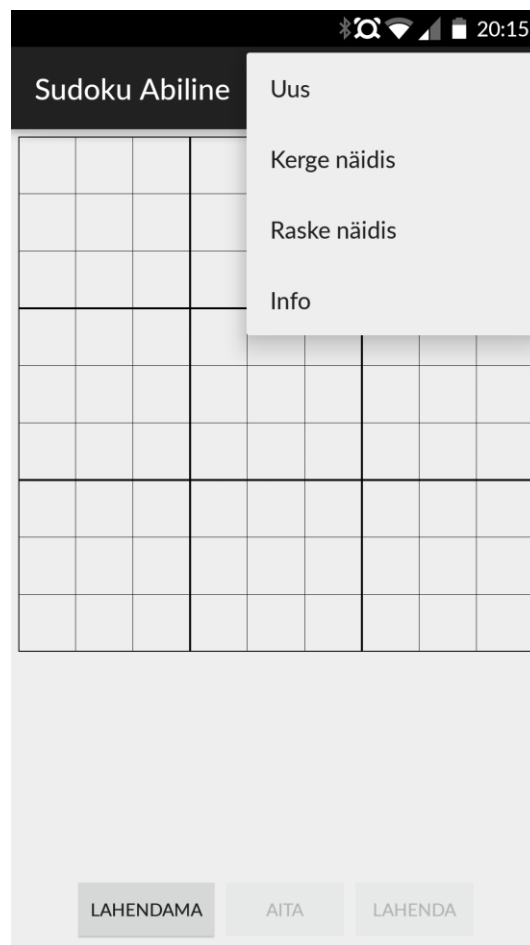 20:15
Sudoku Abiline
Uus
Kerge näidis
Raske näidis
Info
LAHENDAMA AITA LAHENDA